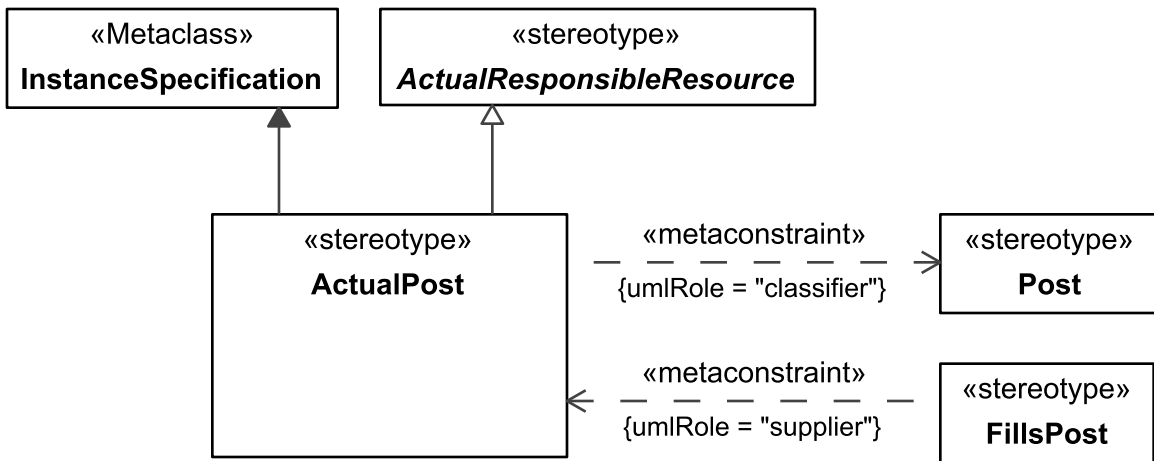 «Metaclass»
InstanceSpecification
«stereotype»
ActualResponsibleResource
«stereotype»
ActualPost
«metaconstraint»
{umlRole = "classifier"}
«stereotype»
Post
«metaconstraint»
{umlRole = "supplier"}
«stereotype»
FillsPost